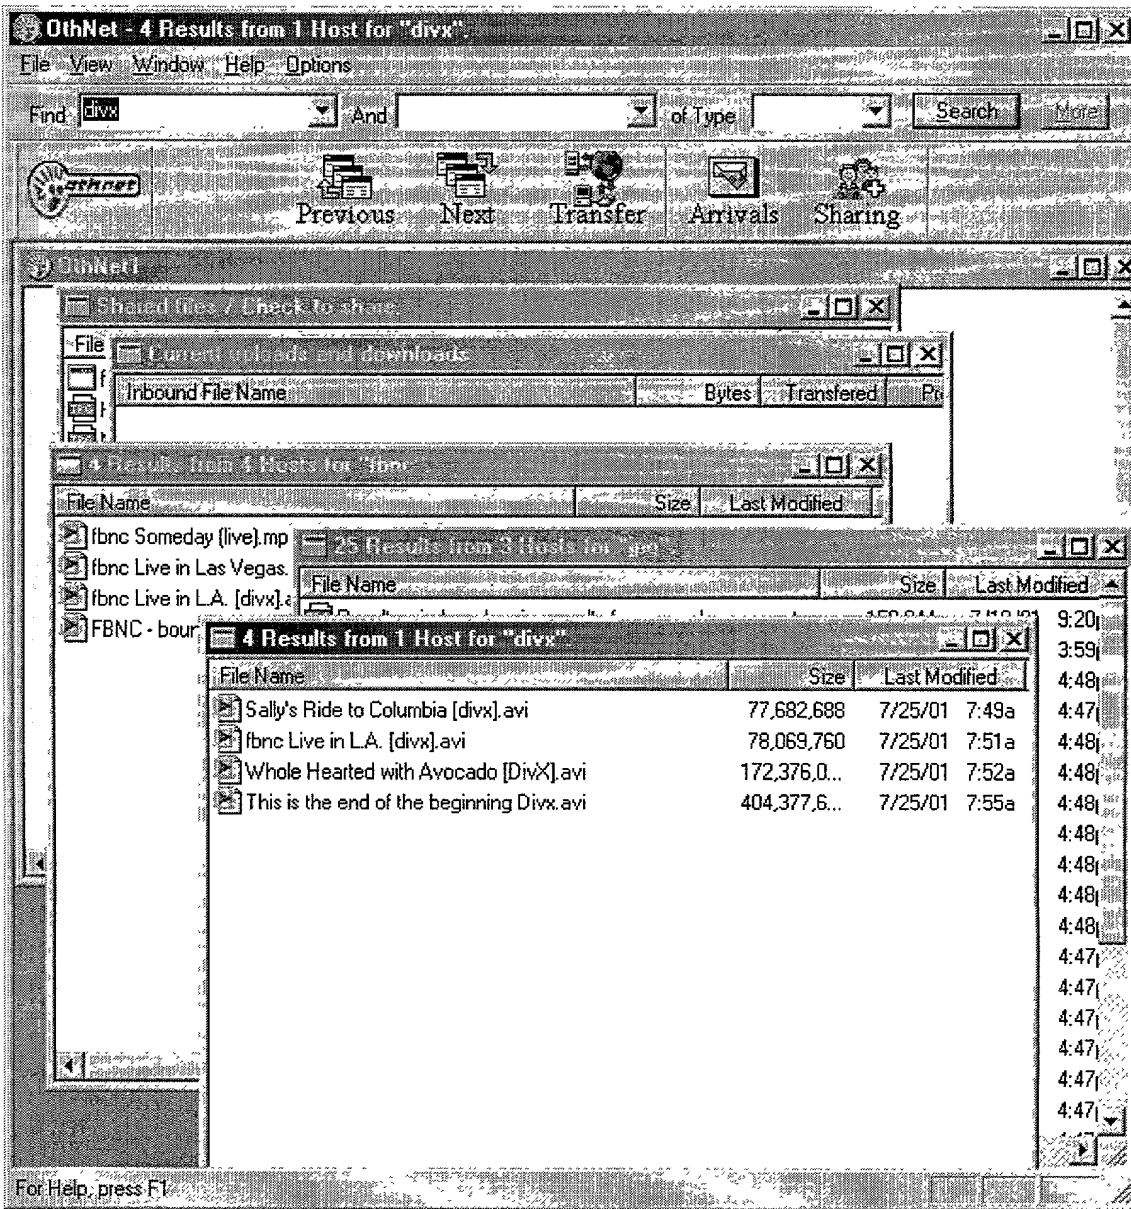 OthNet - 4 Results from 1 Host for "divx".
File View Window Help Options
Find divx And of Type Search More
othnet
Previous Next Transfer Arrivals Sharing
OthNet1
Shared files / Check to share.
File
Current uploads and downloads
Inbound File Name Bytes Transfered Pr
4 Results from 4 Hosts for "fbnc
File Name Size Last Modified
fbnc Someday (live).mp
fbnc Live in Las Vegas.
fbnc Live in L.A. [divx].a
FBNC - bour
25 Results from 3 Hosts for
File Name Size Last Modified
9:20
3:59
4:48
4:47
4:48
4:48
4:48
4:48
4:48
4:48
4:48
4:47
4:47
4:47
4:47
4:47
4:47
4 Results from 1 Host for "divx".
File Name Size Last Modified
Sally's Ride to Columbia [divx].avi 77,682,688 7/25/01 7:49a
fbnc Live in L.A. [divx].avi 78,069,760 7/25/01 7:51a
Whole Hearted with Avocado [DivX].avi 172,376,0... 7/25/01 7:52a
This is the end of the beginning Divx.avi 404,377,6... 7/25/01 7:55a
For Help, press F1